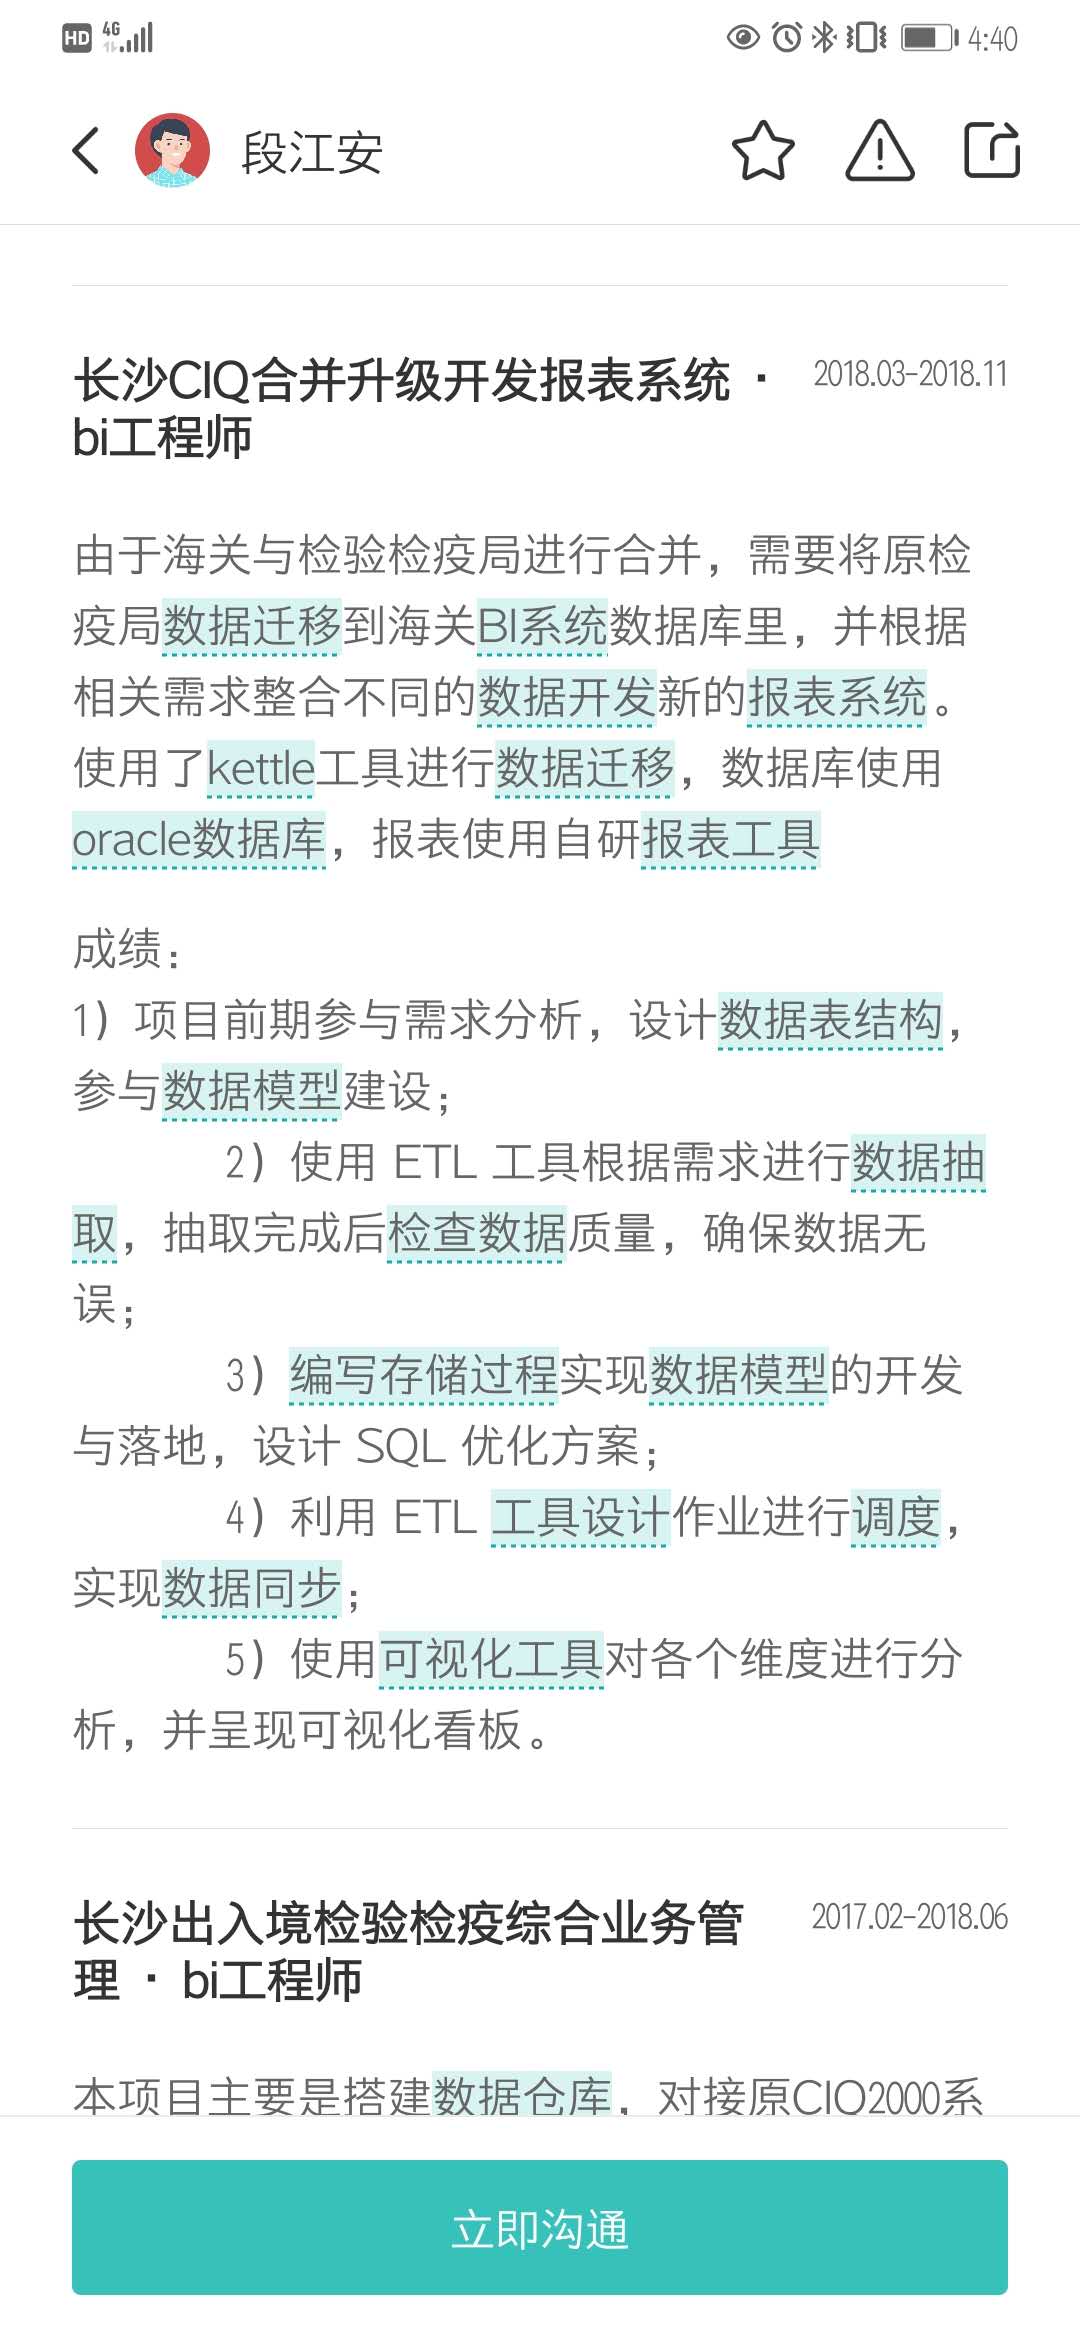 HD 4G 4:40
段江安
长沙CIQ合并升级开发报表系统 · 2018.03-2018.11
bi工程师
由于海关与检验检疫局进行合并，需要将原检
疫局数据迁移到海关BI系统数据库里，并根据
相关需求整合不同的数据开发新的报表系统。
使用了kettle工具进行数据迁移，数据库使用
oracle数据库，报表使用自研报表工具
成绩：
1）项目前期参与需求分析，设计数据表结构，
参与数据模型建设；
2）使用 ETL 工具根据需求进行数据抽
取，抽取完成后检查数据质量，确保数据无
误；
3）编写存储过程实现数据模型的开发
与落地，设计 SQL 优化方案；
4）利用 ETL 工具设计作业进行调度，
实现数据同步；
5）使用可视化工具对各个维度进行分
析，并呈现可视化看板。
长沙出入境检验检疫综合业务管 2017.02-2018.06
理 · bi工程师
本项目主要是搭建数据仓库，对接原CIQ2000系
立即沟通